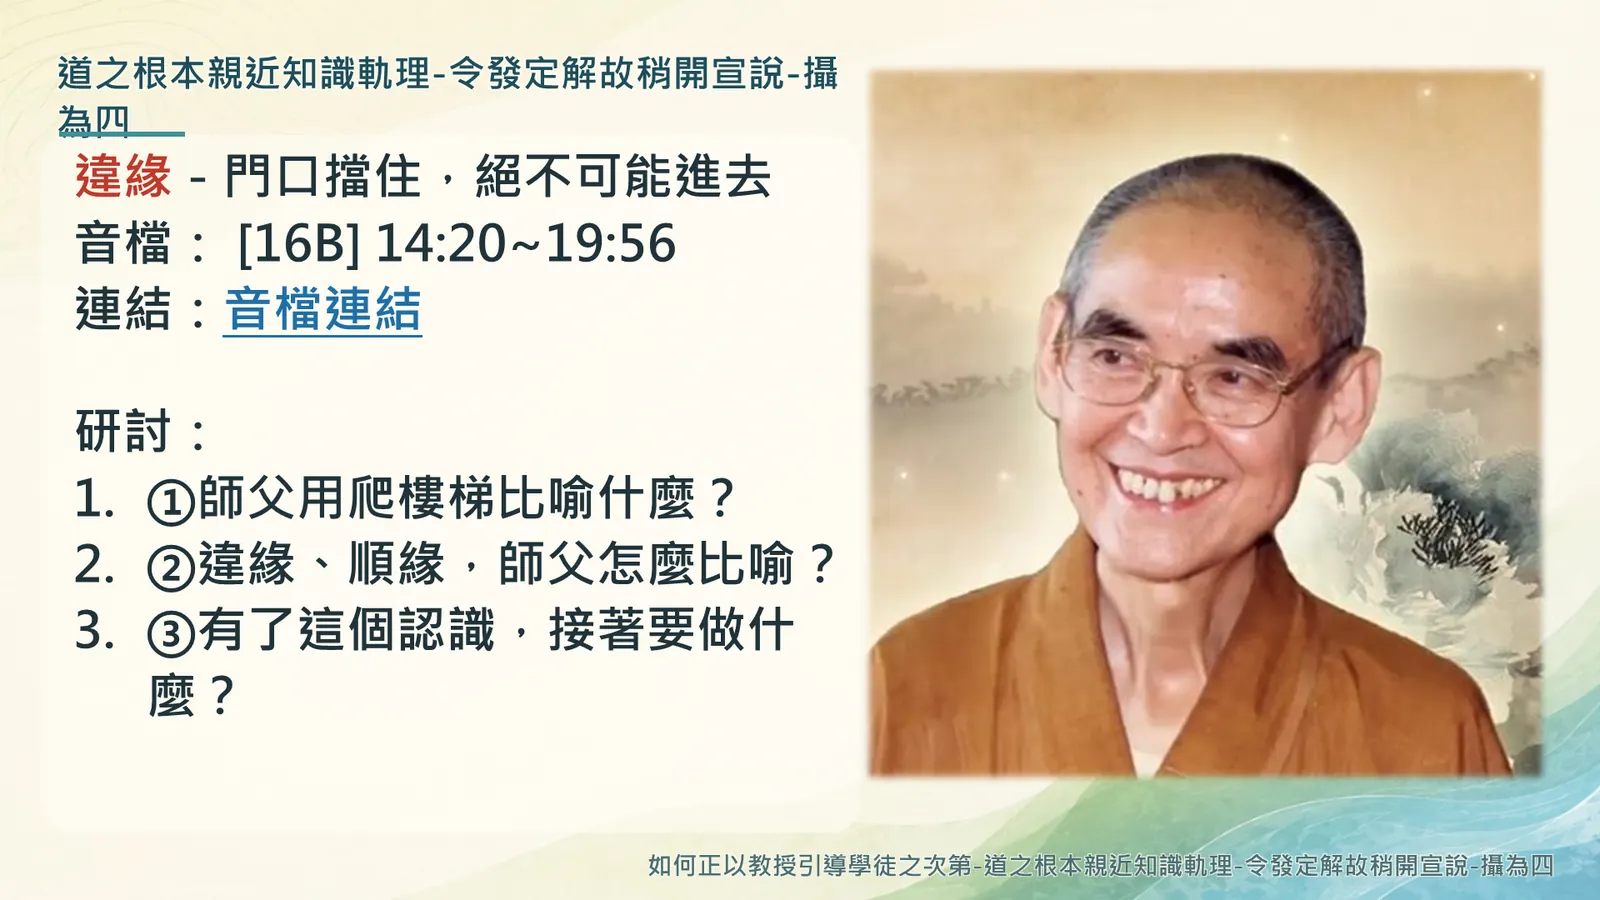 道之根本親近知識軌理-令發定解故稍開宣說-攝
為四
違緣 - 門口擋住，絕不可能進去
音檔： [16B] 14:20~19:56
連結：音檔連結
研討：
1. ①師父用爬樓梯比喻什麼？
2. ②違緣、順緣，師父怎麼比喻？
3. ③有了這個認識，接著要做什
麼？
如何正以教授引導學徒之次第-道之根本親近知識軌理-令發定解故稍開宣說-攝為四